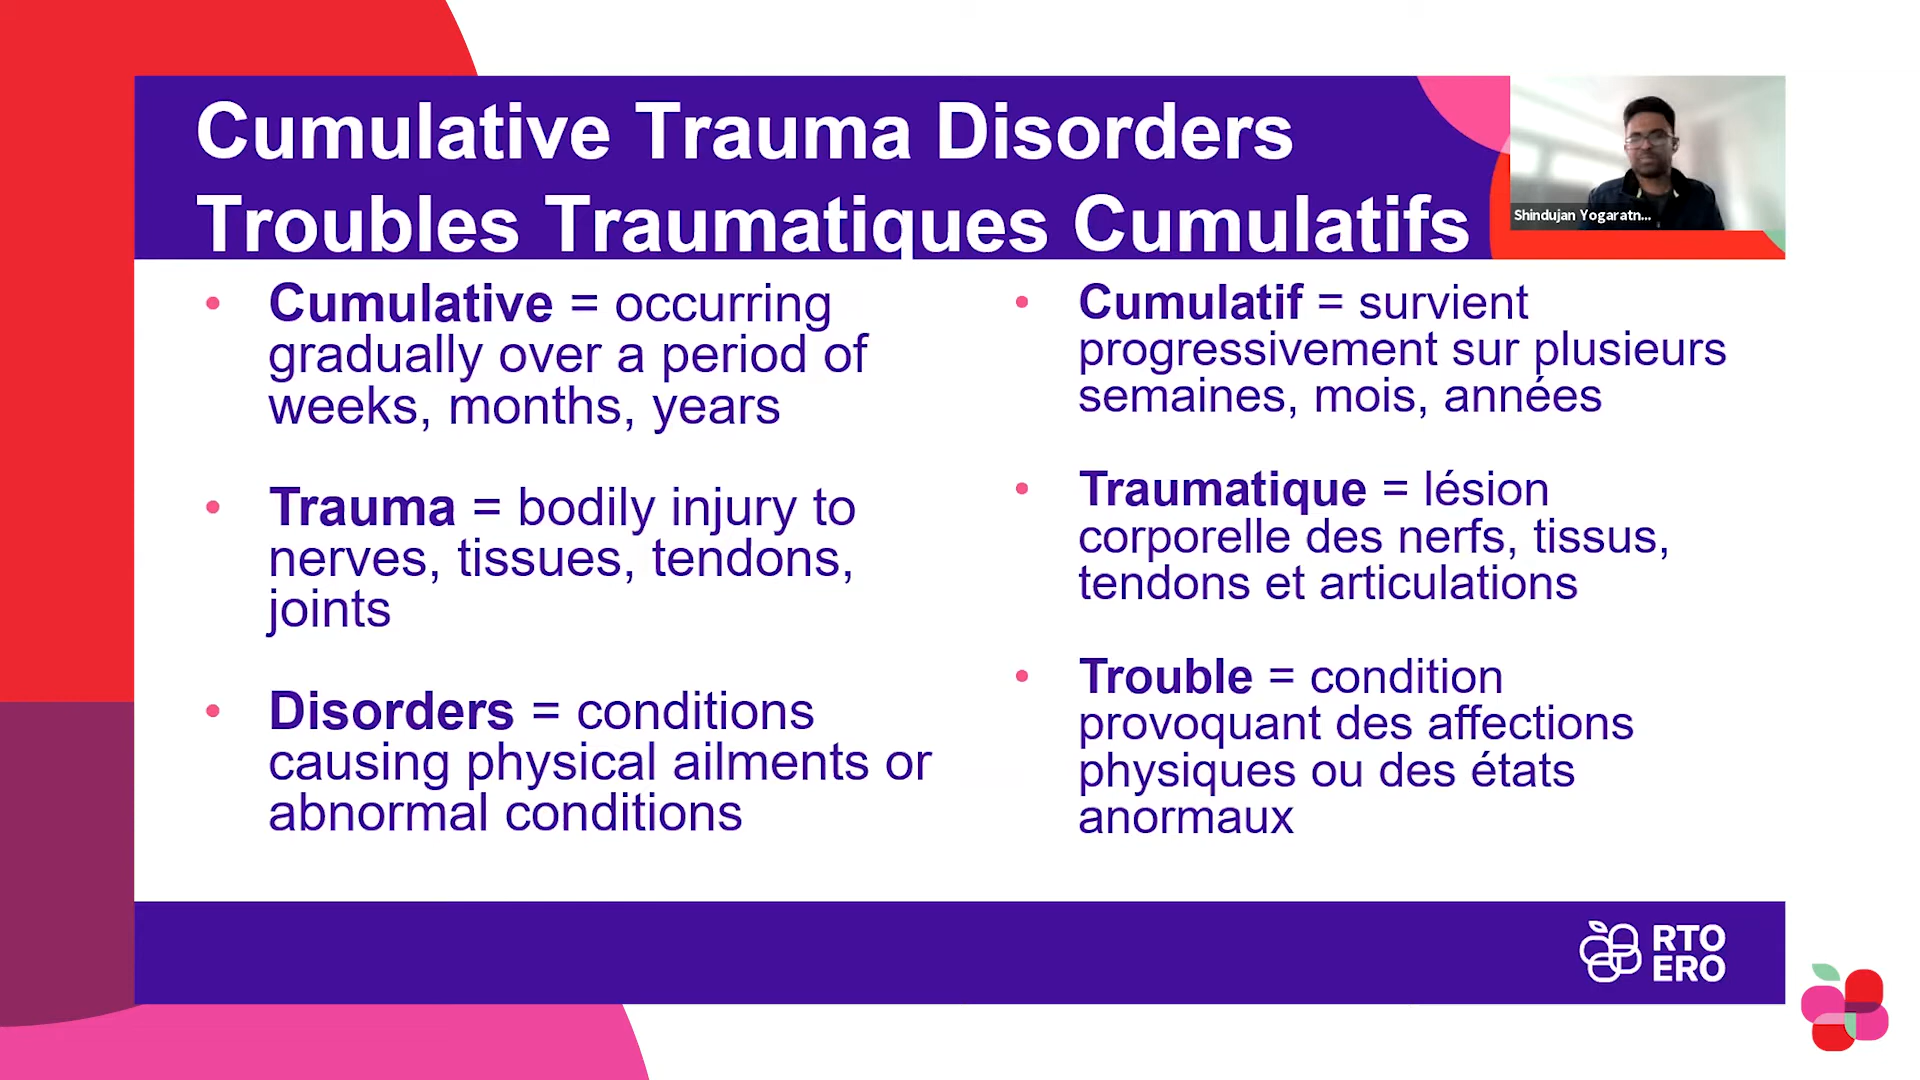 Cumulative Trauma Disorders
Troubles Traumatiques Cumulatifs
Shindujan Yogaratn...
• Cumulative = occurring
gradually over a period of
weeks, months, years
• Trauma = bodily injury to
nerves, tissues, tendons,
joints
• Disorders = conditions
causing physical ailments or
abnormal conditions
• Cumulatif = survient
progressivement sur plusieurs
semaines, mois, années
• Traumatique = lésion
corporelle des nerfs, tissus,
tendons et articulations
• Trouble = condition
provoquant des affections
physiques ou des états
anormaux
RTO
ERO